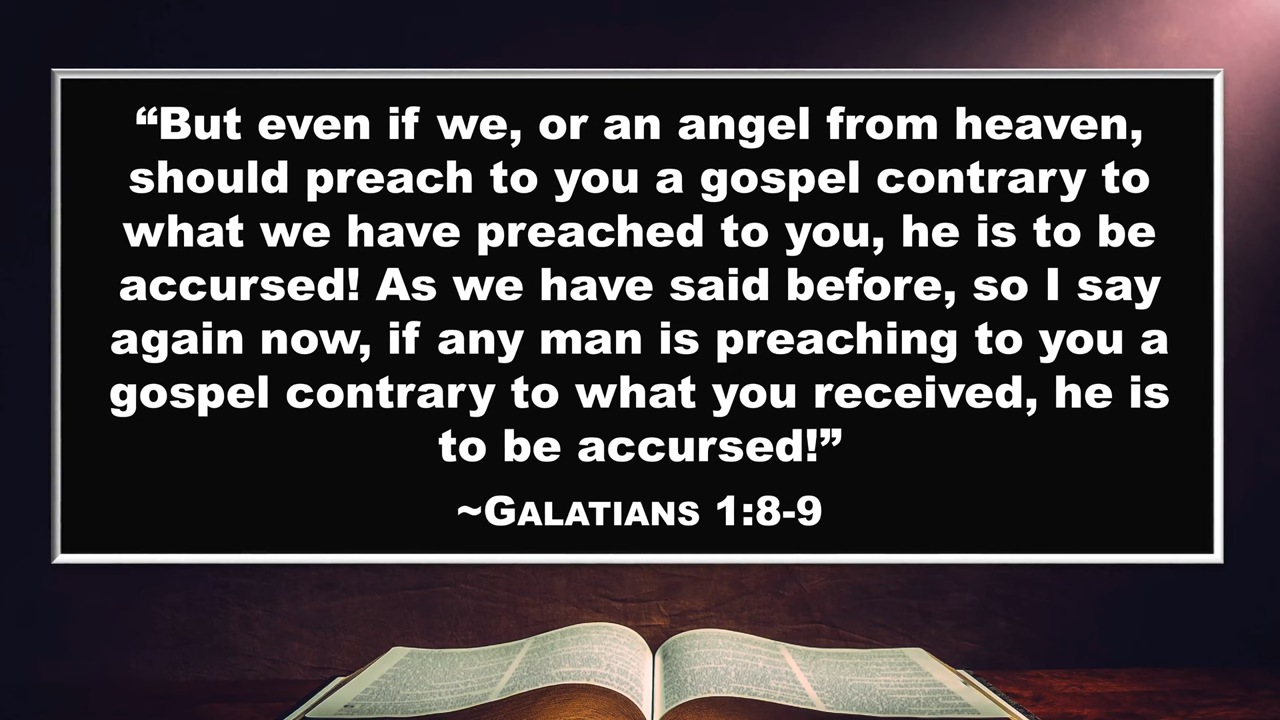 “But even if we, or an angel from heaven,
should preach to you a gospel contrary to
what we have preached to you, he is to be
accursed! As we have said before, so I say
again now, if any man is preaching to you a
gospel contrary to what you received, he is
to be accursed!”
~GALATIANS 1:8-9